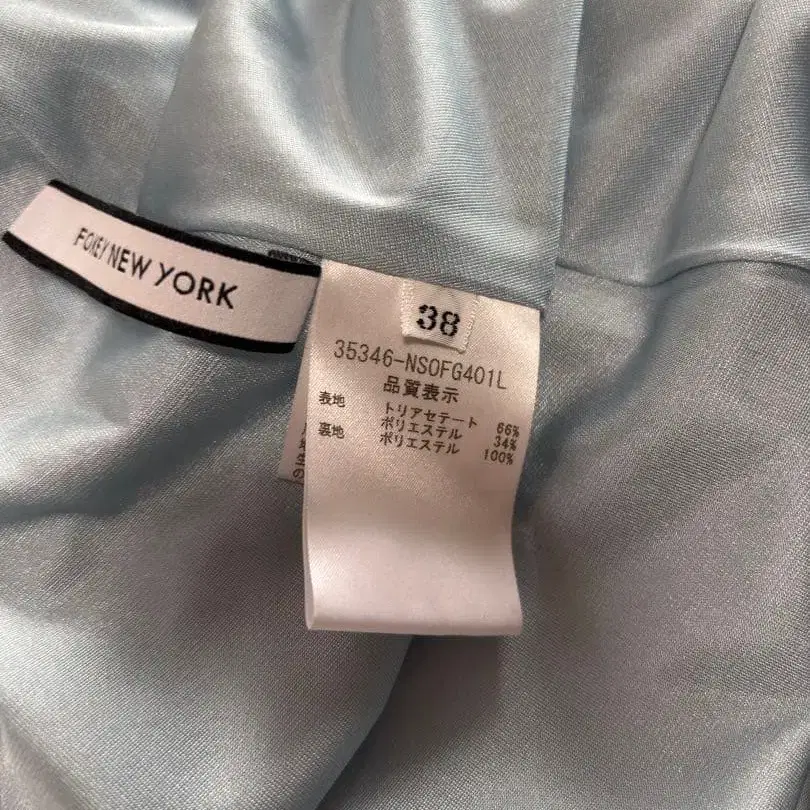 FOXEY NEW YORK
38
35346-NSOFG401L
品質表示
表地 トリアセテート 66%
ポリエステル 34%
裏地 ポリエステル 100%